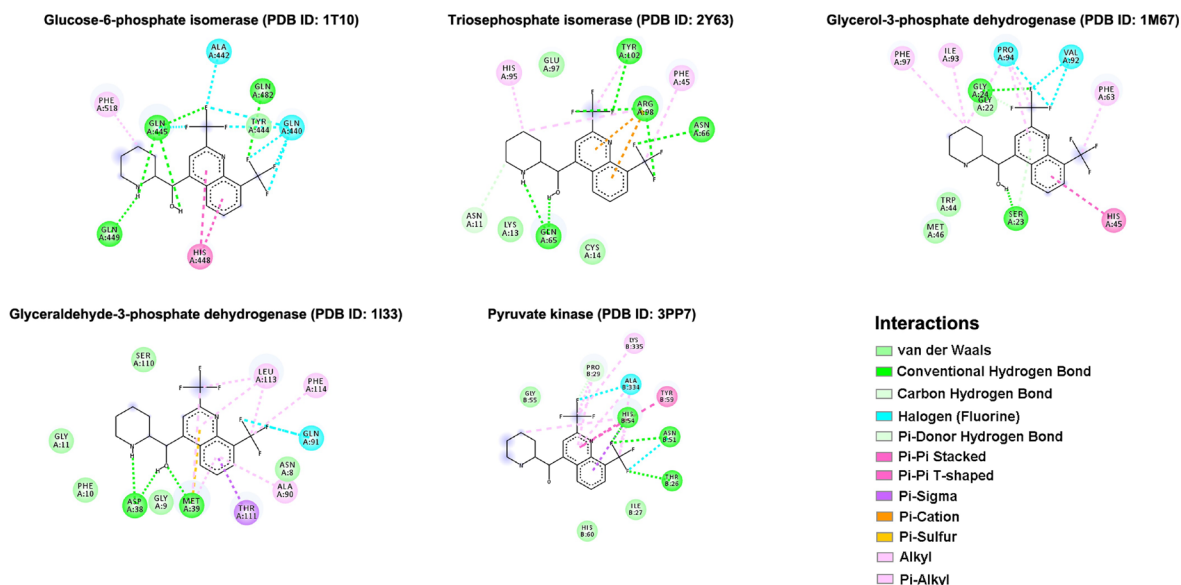 Glucose-6-phosphate isomerase (PDB ID: 1T10)
ALA
A:442
GLN
A:482
PHE
A:518
GLN
A:445
TYR
A:444
GLN
A:440
GLN
A:449
HIS
A:448
F
F
F
F
F
F
N
N
H
O
H
Triosephosphate isomerase (PDB ID: 2Y63)
TYR
A:102
GLU
A:97
HIS
A:95
PHE
A:45
ARG
A:98
ASN
A:66
ASN
A:11
LYS
A:13
GLN
A:65
CYS
A:14
F
F
F
F
F
F
N
N
H
H
O
Glycerol-3-phosphate dehydrogenase (PDB ID: 1M67)
PHE
A:97
ILE
A:93
PRO
A:94
VAL
A:92
GLY
A:24
GLY
A:22
PHE
A:63
TRP
A:44
MET
A:46
SER
A:23
HIS
A:45
F
F
F
F
F
F
N
N
H
O
H
Glyceraldehyde-3-phosphate dehydrogenase (PDB ID: 1I33)
SER
A:110
LEU
A:113
PHE
A:114
GLN
A:91
GLY
A:11
ASN
A:8
ALA
A:90
PHE
A:10
ASP
A:38
GLY
A:9
MET
A:39
THR
A:111
F
F
F
F
F
F
N
N
H
H
O
Pyruvate kinase (PDB ID: 3PP7)
LYS
B:335
PRO
B:29
ALA
B:334
GLY
B:55
TYR
B:59
HIS
B:54
ASN
B:51
THR
B:26
ILE
B:27
HIS
B:60
F
F
F
F
F
F
N
N
O
Interactions
van der Waals
Conventional Hydrogen Bond
Carbon Hydrogen Bond
Halogen (Fluorine)
Pi-Donor Hydrogen Bond
Pi-Pi Stacked
Pi-Pi T-shaped
Pi-Sigma
Pi-Cation
Pi-Sulfur
Alkyl
Pi-Alkyl